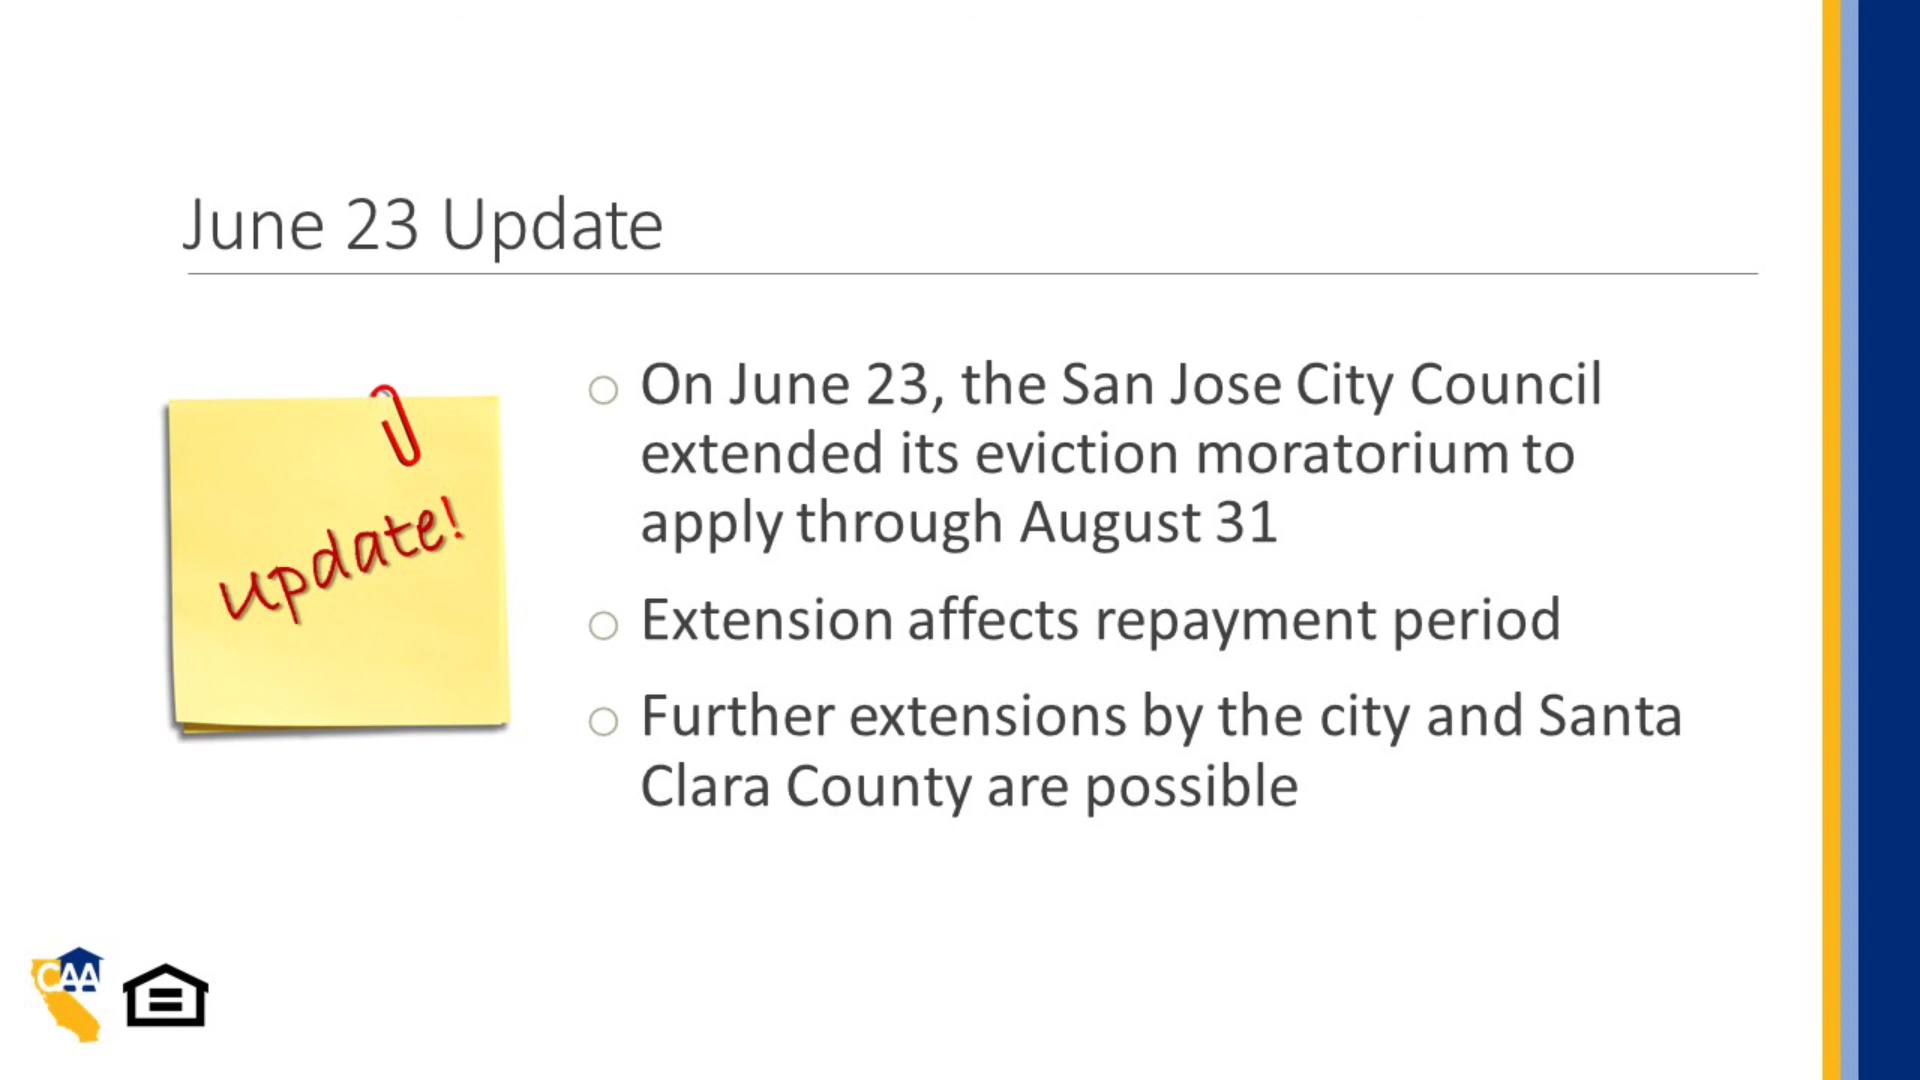 June 23 Update
update!
On June 23, the San Jose City Council
extended its eviction moratorium to
apply through August 31
Extension affects repayment period
Further extensions by the city and Santa
Clara County are possible
CAA